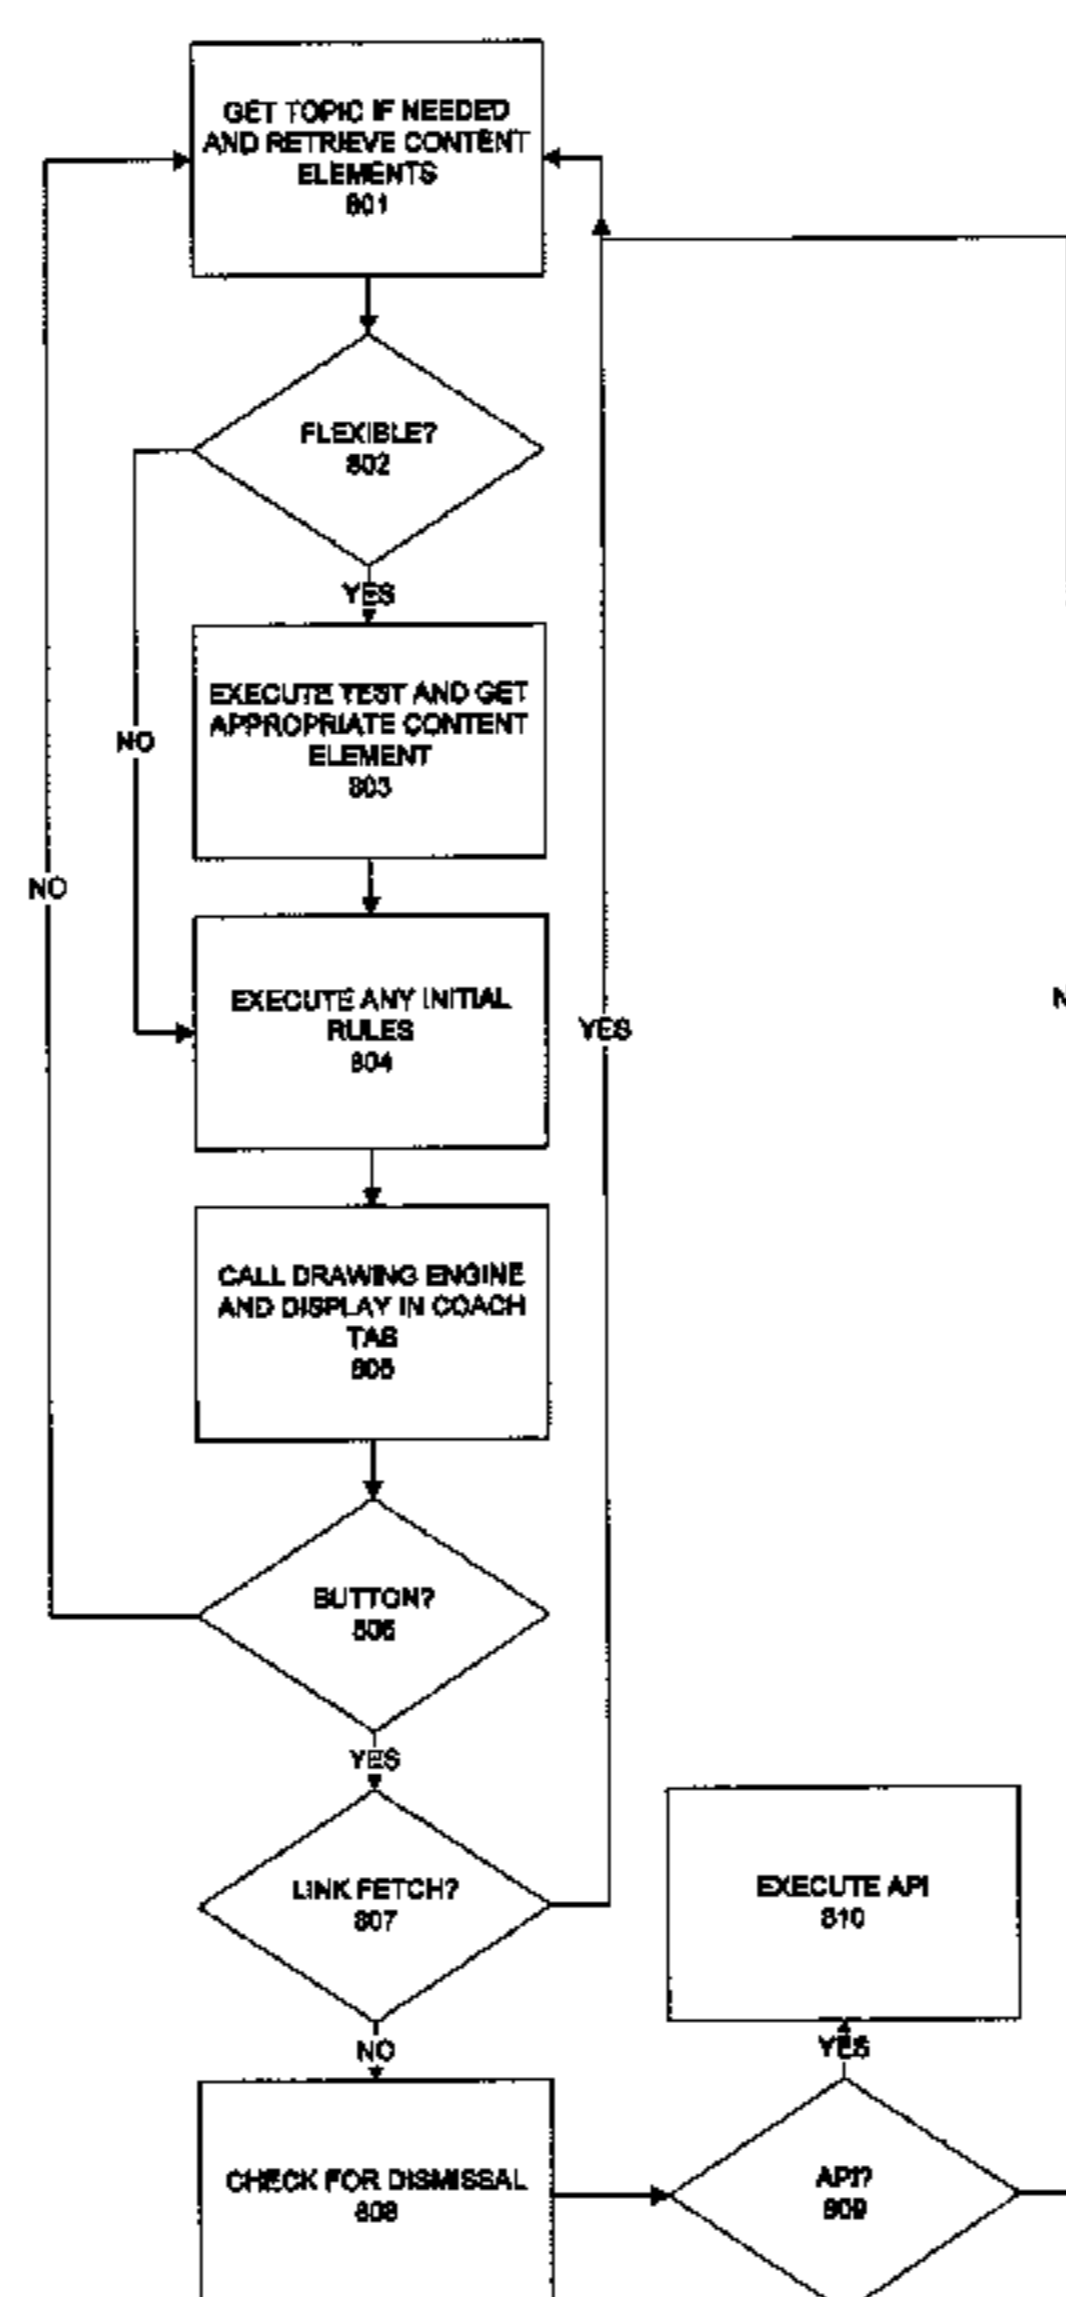 GET TOPIC IF NEEDED
AND RETRIEVE CONTENT
ELEMENTS
801
FLEXIBLE?
802
YES
EXECUTE TEST AND GET
APPROPRIATE CONTENT
ELEMENT
803
NO
NO
EXECUTE ANY INITIAL
RULES
804
YES
CALL DRAWING ENGINE
AND DISPLAY IN COACH
TAB
805
BUTTON?
806
YES
LINK FETCH?
807
EXECUTE API
810
NO
YES
CHECK FOR DISMISSAL
808
API?
809